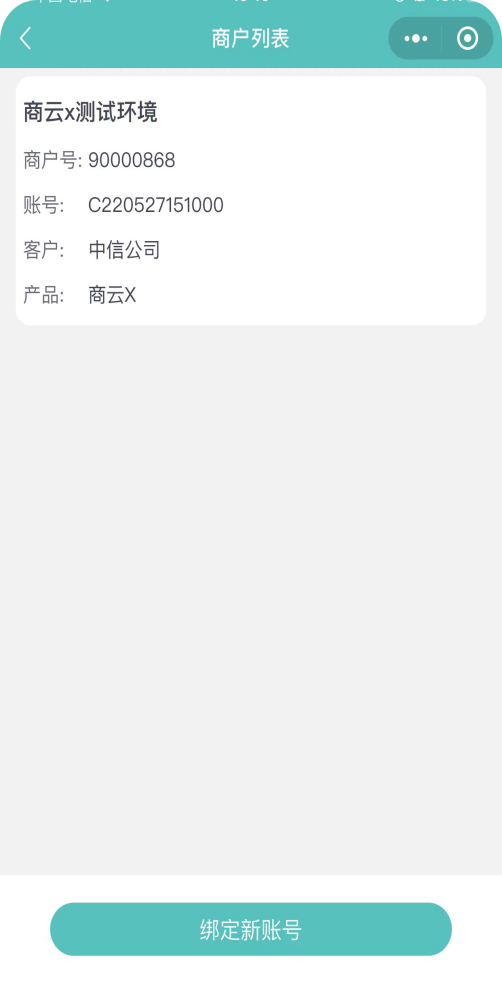 商户列表
商云x测试环境
商户号: 90000868
账号: C220527151000
客户: 中信公司
产品: 商云X
绑定新账号